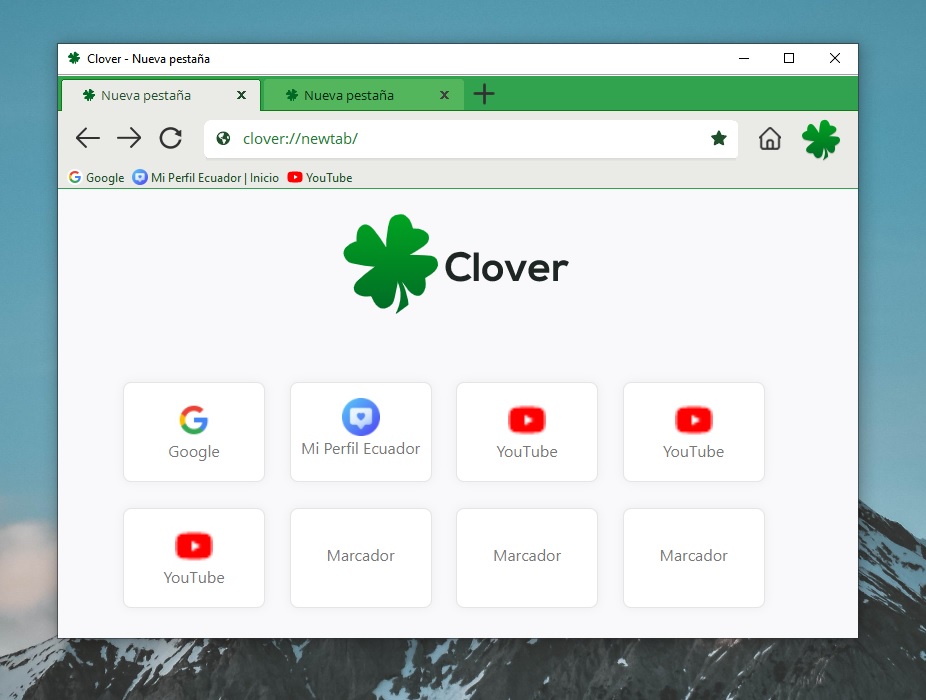 Clover - Nueva pestaña
Nueva pestaña
Nueva pestaña
clover://newtab/
Google
Mi Perfil Ecuador | Inicio
YouTube
Clover
Google
Mi Perfil Ecuador
YouTube
YouTube
YouTube
Marcador
Marcador
Marcador